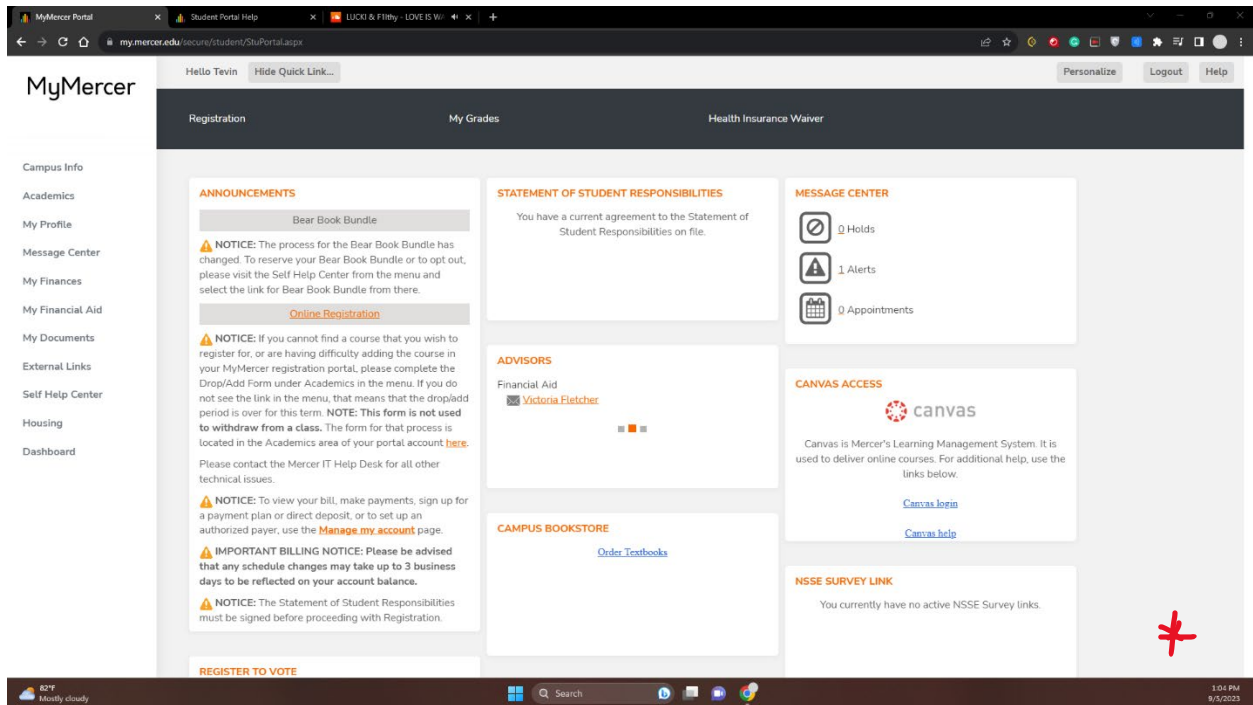 MyMercer Portal
Student Portal Help
LUCKI & F1lthy - LOVE IS W
my.mercer.edu/secure/student/StuPortal.aspx
MyMercer
Hello Tevin
Hide Quick Link...
Personalize
Logout
Help
Registration
My Grades
Health Insurance Waiver
Campus Info
Academics
My Profile
Message Center
My Finances
My Financial Aid
My Documents
External Links
Self Help Center
Housing
Dashboard
ANNOUNCEMENTS
Bear Book Bundle
NOTICE: The process for the Bear Book Bundle has
changed. To reserve your Bear Book Bundle or to opt out,
please visit the Self Help Center from the menu and
select the link for Bear Book Bundle from there.
Online Registration
NOTICE: If you cannot find a course that you wish to
register for, or are having difficulty adding the course in
your MyMercer registration portal, please complete the
Drop/Add Form under Academics in the menu. If you do
not see the link in the menu, that means that the drop/add
period is over for this term. NOTE: This form is not used
to withdraw from a class. The form for that process is
located in the Academics area of your portal account here.
Please contact the Mercer IT Help Desk for all other
technical issues.
NOTICE: To view your bill, make payments, sign up for
a payment plan or direct deposit, or to set up an
authorized payer, use the Manage my account page.
IMPORTANT BILLING NOTICE: Please be advised
that any schedule changes may take up to 3 business
days to be reflected on your account balance.
NOTICE: The Statement of Student Responsibilities
must be signed before proceeding with Registration.
REGISTER TO VOTE
STATEMENT OF STUDENT RESPONSIBILITIES
You have a current agreement to the Statement of
Student Responsibilities on file.
ADVISORS
Financial Aid
Victoria Fletcher
CAMPUS BOOKSTORE
Order Textbooks
MESSAGE CENTER
0 Holds
1 Alerts
0 Appointments
CANVAS ACCESS
canvas
Canvas is Mercer's Learning Management System. It is
used to deliver online courses. For additional help, use the
links below.
Canvas login
Canvas help
NSSE SURVEY LINK
You currently have no active NSSE Survey links.
82°F
Mostly cloudy
Search
1:04 PM
9/5/2023